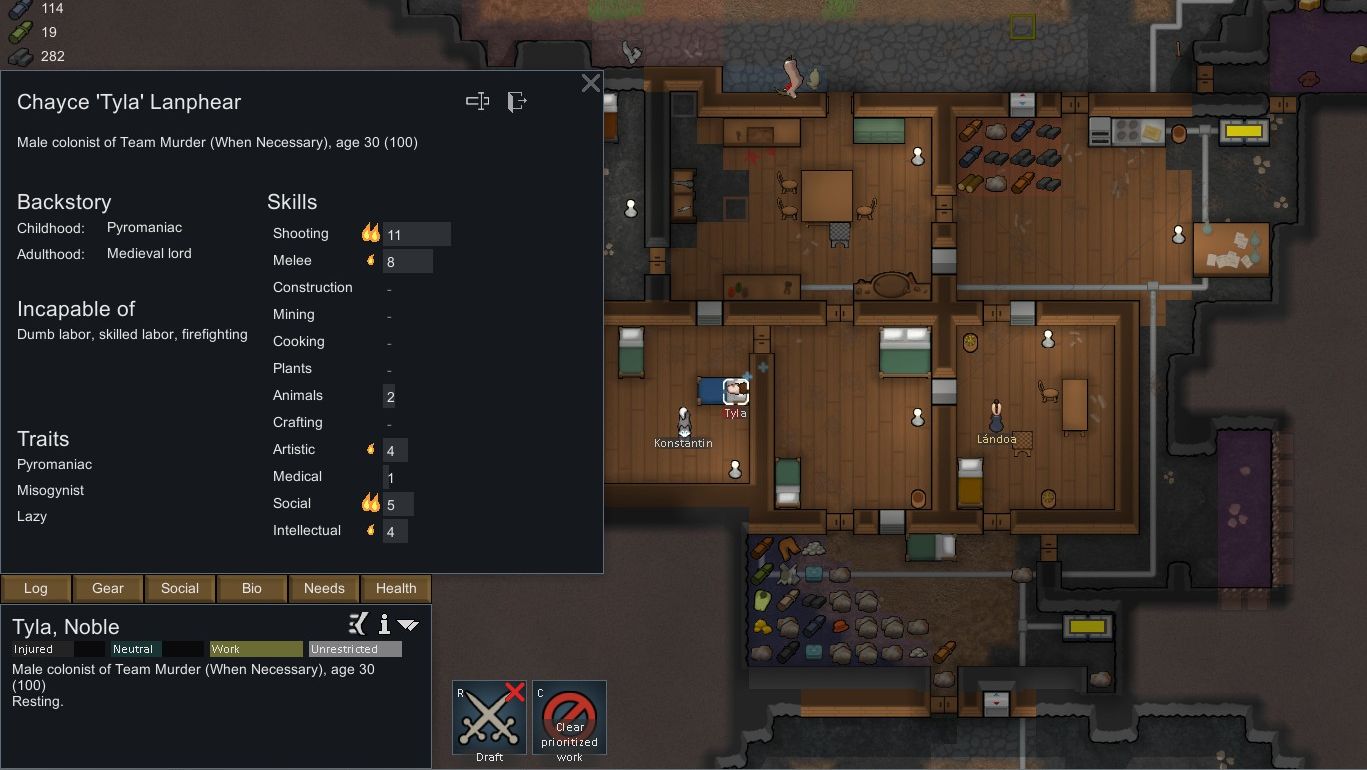 114
19
282
Chayce 'Tyla' Lanphear
Male colonist of Team Murder (When Necessary), age 30 (100)
Backstory
Childhood: Pyromaniac
Adulthood: Medieval lord
Incapable of
Dumb labor, skilled labor, firefighting
Traits
Pyromaniac
Misogynist
Lazy
Skills
Shooting 11
Melee 8
Construction -
Mining -
Cooking -
Plants -
Animals 2
Crafting -
Artistic 4
Medical 1
Social 5
Intellectual 4
Log Gear Social Bio Needs Health
Tyla, Noble
Injured Neutral Work Unrestricted
Male colonist of Team Murder (When Necessary), age 30
(100)
Resting.
R
Draft
C
Clear
prioritized
work
Tyla
Konstantin
Lándoa